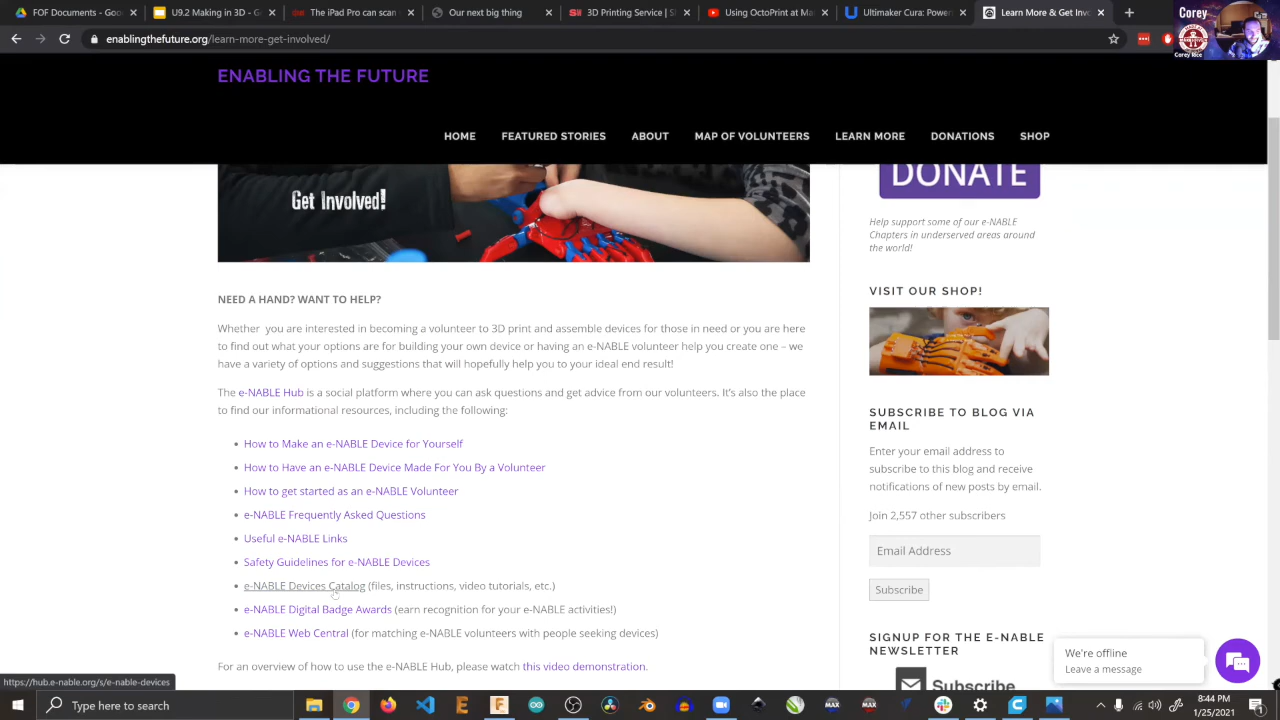 FOR Documen
U9.2 Making in 3D -
Our next big thing
3D Printing Service | S
Using OctoPrint at Ma
Ultimaker Cura: Power
Learn More & Get Inv
Corey
enablingthefuture.org/learn-more-get-involved/
Corey Rice
ENABLING THE FUTURE
HOME FEATURED STORIES ABOUT MAP OF VOLUNTEERS LEARN MORE DONATIONS SHOP
Get Involved!
DONATE
Help support some of our e-NABLE
Chapters in underserved areas around
the world!
NEED A HAND? WANT TO HELP?
Whether you are interested in becoming a volunteer to 3D print and assemble devices for those in need or you are here
to find out what your options are for building your own device or having an e-NABLE volunteer help you create one – we
have a variety of options and suggestions that will hopefully help you to your ideal end result!
The e-NABLE Hub is a social platform where you can ask questions and get advice from our volunteers. It's also the place
to find our informational resources, including the following:
• How to Make an e-NABLE Device for Yourself
• How to Have an e-NABLE Device Made For You By a Volunteer
• How to get started as an e-NABLE Volunteer
• e-NABLE Frequently Asked Questions
• Useful e-NABLE Links
• Safety Guidelines for e-NABLE Devices
• e-NABLE Devices Catalog (files, instructions, video tutorials, etc.)
• e-NABLE Digital Badge Awards (earn recognition for your e-NABLE activities!)
• e-NABLE Web Central (for matching e-NABLE volunteers with people seeking devices)
For an overview of how to use the e-NABLE Hub, please watch this video demonstration.
VISIT OUR SHOP!
SUBSCRIBE TO BLOG VIA
EMAIL
Enter your email address to
subscribe to this blog and receive
notifications of new posts by email.
Join 2,557 other subscribers
Email Address
Subscribe
SIGNUP FOR THE E-NABLE
NEWSLETTER
Subscribe
We're offline
Leave a message
https://hub.e-nable.org/s/e-nable-devices
Type here to search
8:44 PM
1/25/2021